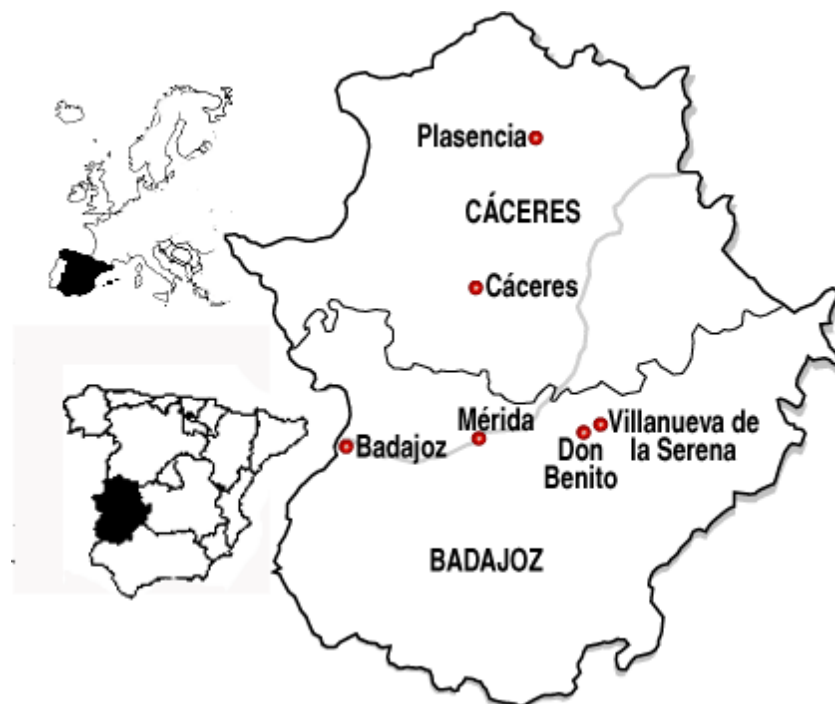 Plasencia
CÁCERES
Cáceres
Mérida
Villanueva de
la Serena
Badajoz
Don
Benito
BADAJOZ